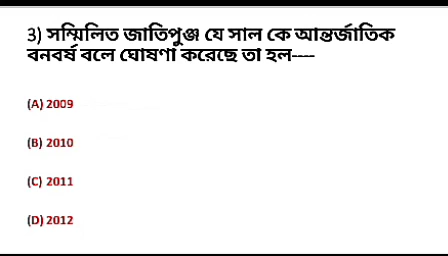 3) সম্মিলিত জাতিপুঞ্জ যে সাল কে আন্তর্জাতিক
বনবর্ষ বলে ঘোষণা করেছে তা হল----
(A) 2009
(B) 2010
(C) 2011
(D) 2012